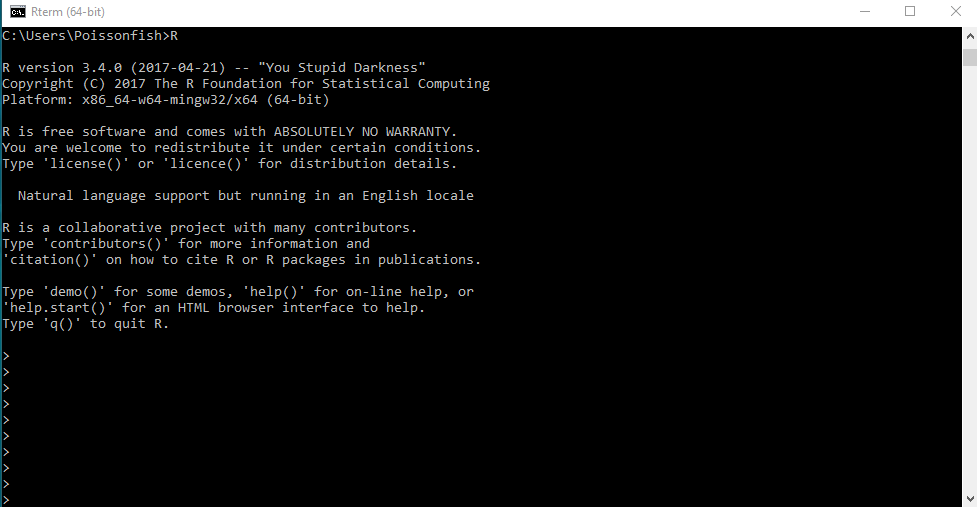 Rterm (64-bit)
C:\Users\Poissonfish>R
R version 3.4.0 (2017-04-21) -- "You Stupid Darkness"
Copyright (C) 2017 The R Foundation for Statistical Computing
Platform: x86_64-w64-mingw32/x64 (64-bit)
R is free software and comes with ABSOLUTELY NO WARRANTY.
You are welcome to redistribute it under certain conditions.
Type 'license()' or 'licence()' for distribution details.
Natural language support but running in an English locale
R is a collaborative project with many contributors.
Type 'contributors()' for more information and
'citation()' on how to cite R or R packages in publications.
Type 'demo()' for some demos, 'help()' for on-line help, or
'help.start()' for an HTML browser interface to help.
Type 'q()' to quit R.
>
>
>
>
>
>
>
>
>
>